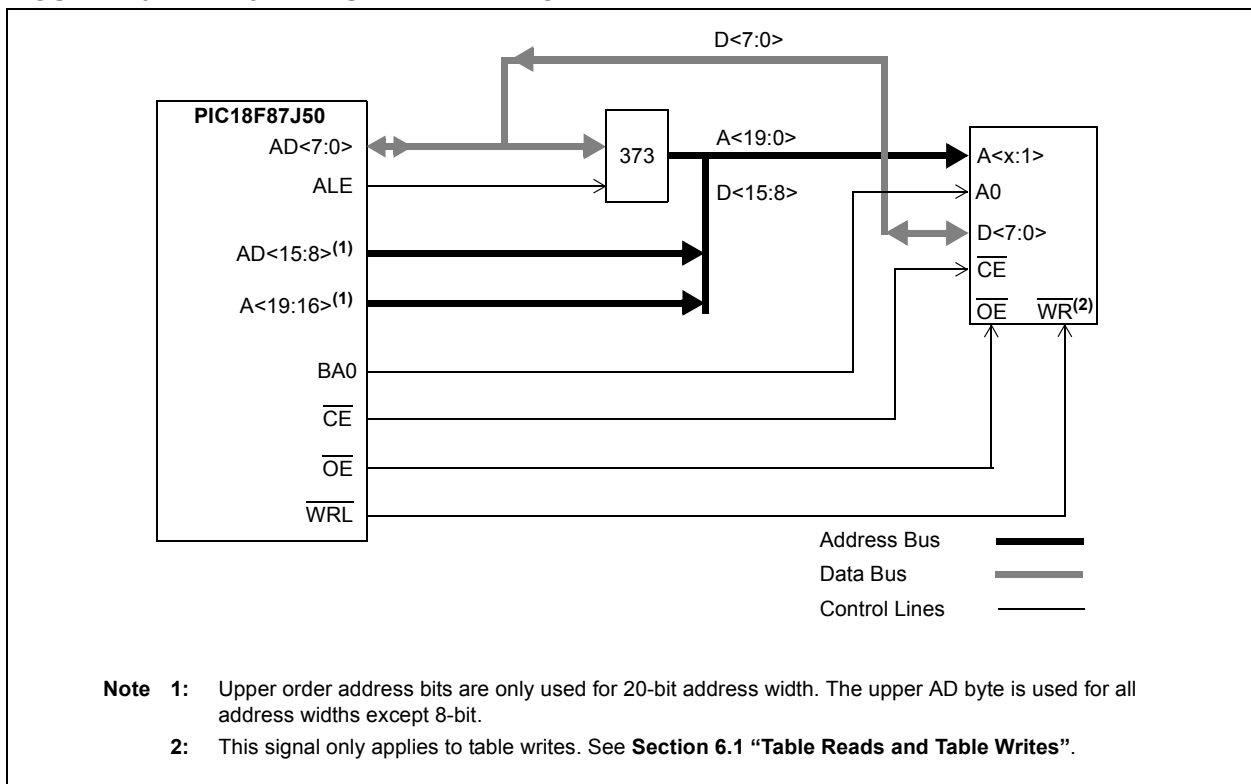 D<7:0>
PIC18F87J50
AD<7:0>
373
A<19:0>
A<x:1>
ALE
D<15:8>
A0
AD<15:8>(1)
D<7:0>
CE
A<19:16>(1)
OE WR(2)
BA0
CE
OE
WRL
Address Bus
Data Bus
Control Lines
Note 1: Upper order address bits are only used for 20-bit address width. The upper AD byte is used for all
address widths except 8-bit.
2: This signal only applies to table writes. See Section 6.1 “Table Reads and Table Writes”.